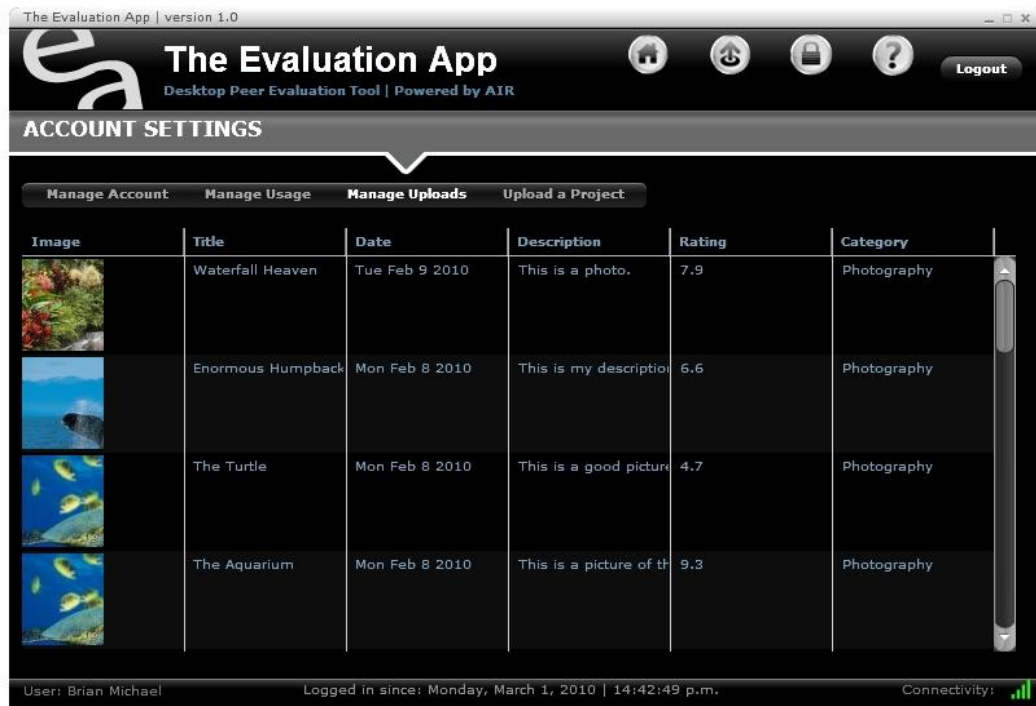 The Evaluation App | version 1.0
ea
The Evaluation App
Desktop Peer Evaluation Tool | Powered by AIR
?
Logout
ACCOUNT SETTINGS
Manage Account Manage Usage Manage Uploads Upload a Project
Image Title Date Description Rating Category
Waterfall Heaven Tue Feb 9 2010 This is a photo. 7.9 Photography
Enormous Humpback Mon Feb 8 2010 This is my descriptio 6.6 Photography
The Turtle Mon Feb 8 2010 This is a good picture 4.7 Photography
The Aquarium Mon Feb 8 2010 This is a picture of th 9.3 Photography
User: Brian Michael Logged in since: Monday, March 1, 2010 | 14:42:49 p.m. Connectivity: